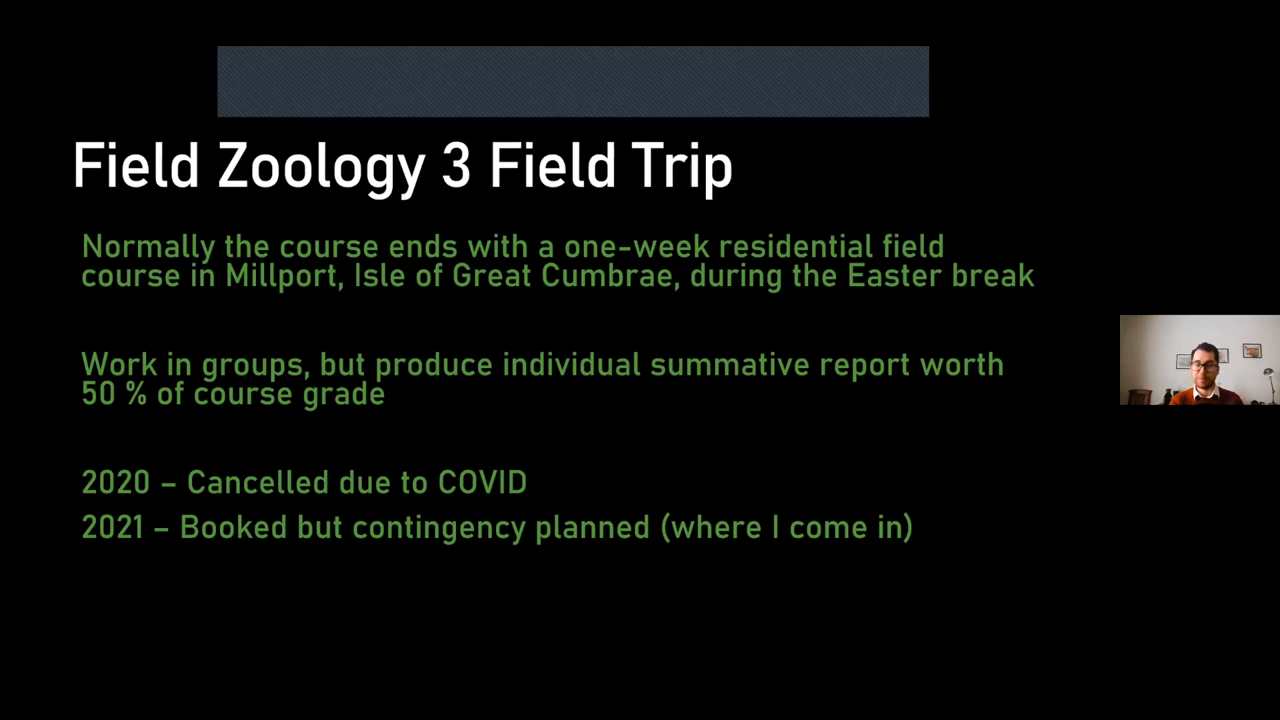 Field Zoology 3 Field Trip
Normally the course ends with a one-week residential field
course in Millport, Isle of Great Cumbrae, during the Easter break
Work in groups, but produce individual summative report worth
50 % of course grade
2020 – Cancelled due to COVID
2021 – Booked but contingency planned (where I come in)